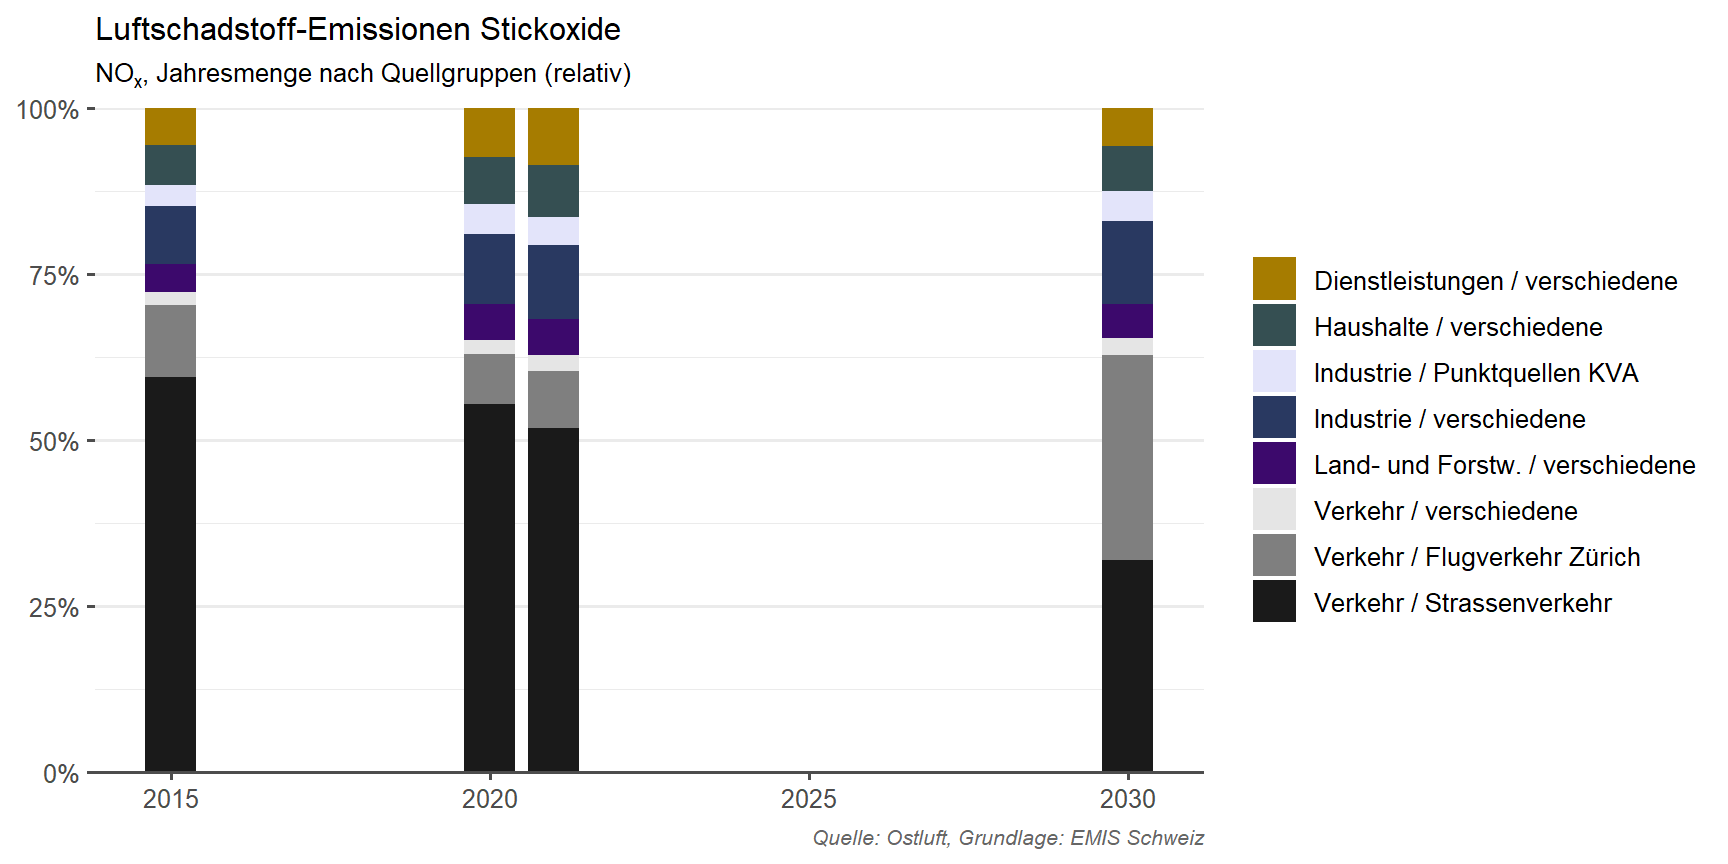 Luftschadstoff-Emissionen Stickoxide
NOx, Jahresmenge nach Quellgruppen (relativ)
100%
75%
50%
25%
0%
2015
2020
2025
2030
Dienstleistungen / verschiedene
Haushalte / verschiedene
Industrie / Punktquellen KVA
Industrie / verschiedene
Land- und Forstw. / verschiedene
Verkehr / verschiedene
Verkehr / Flugverkehr Zürich
Verkehr / Strassenverkehr
Quelle: Ostluft, Grundlage: EMIS Schweiz